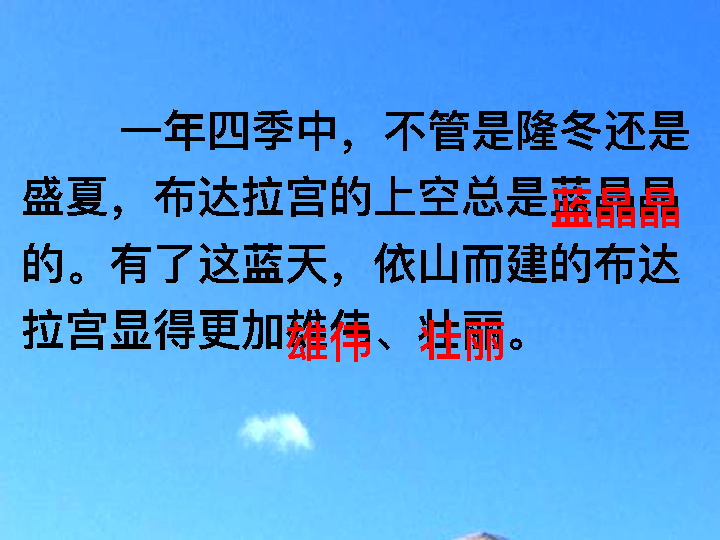 一年四季中，不管是隆冬还是
盛夏，布达拉宫的上空总是蓝晶晶
的。有了这蓝天，依山而建的布达
拉宫显得更加雄伟、壮丽。